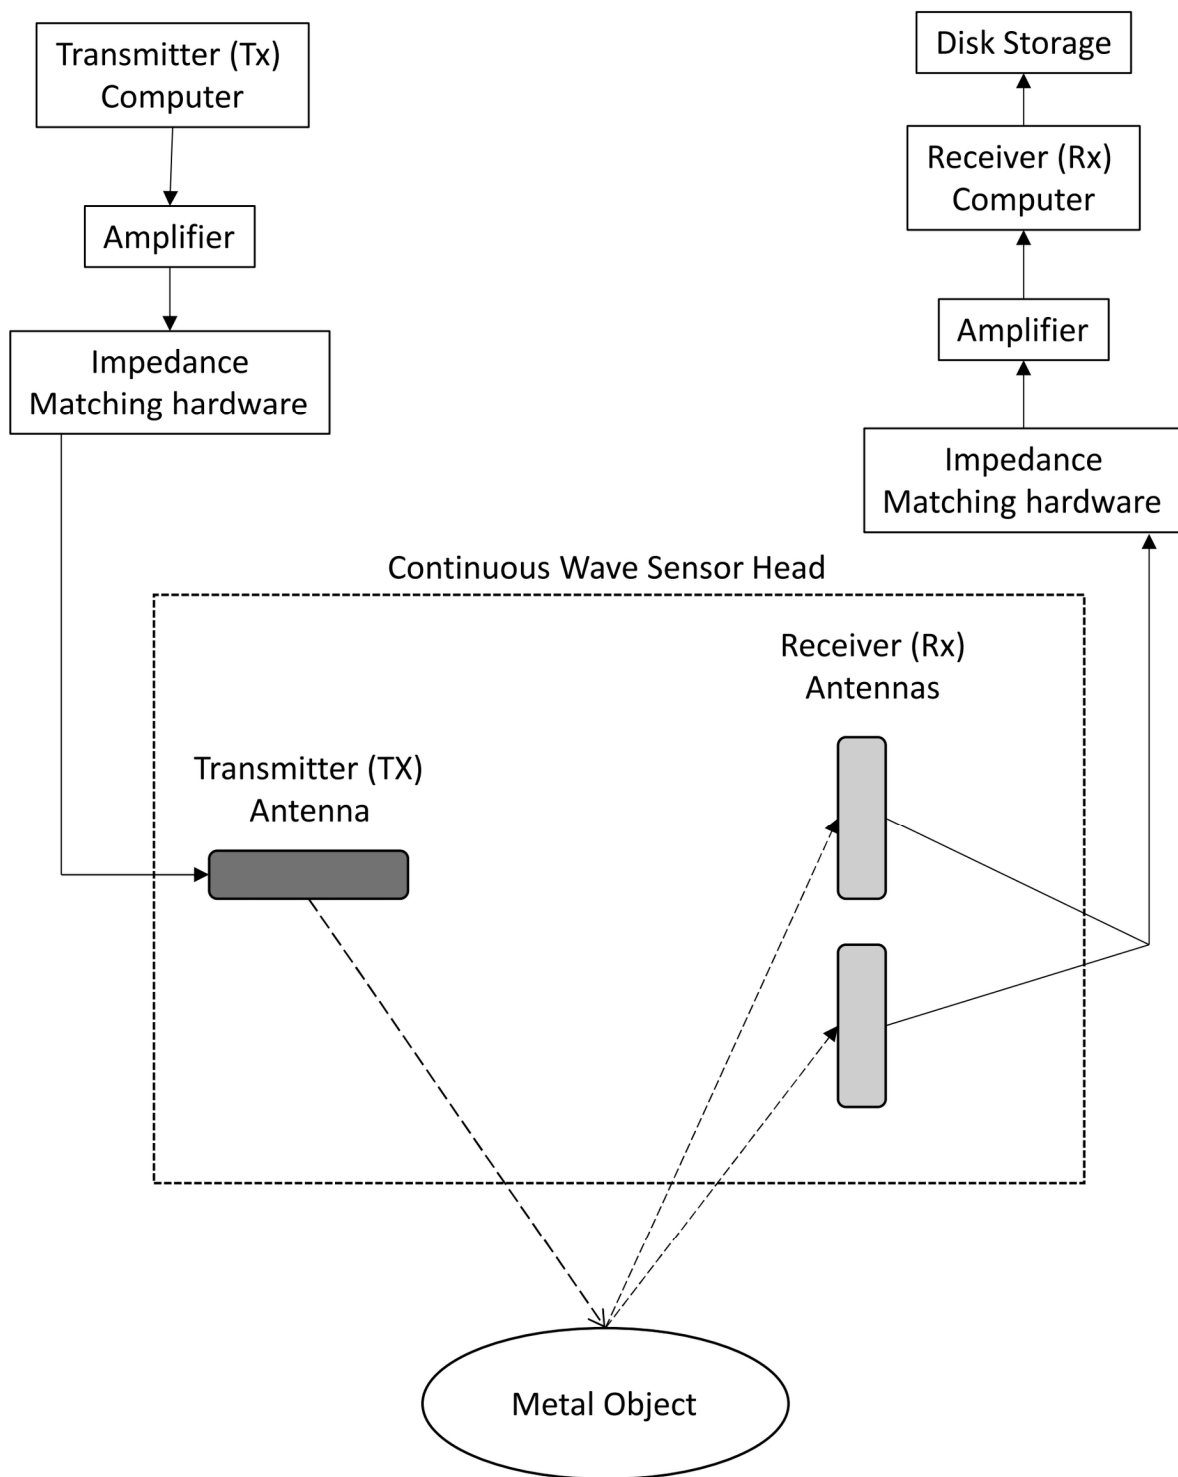 Transmitter (Tx)
Computer
Amplifier
Impedance
Matching hardware
Disk Storage
Receiver (Rx)
Computer
Amplifier
Impedance
Matching hardware
Continuous Wave Sensor Head
Receiver (Rx)
Antennas
Transmitter (TX)
Antenna
Metal Object